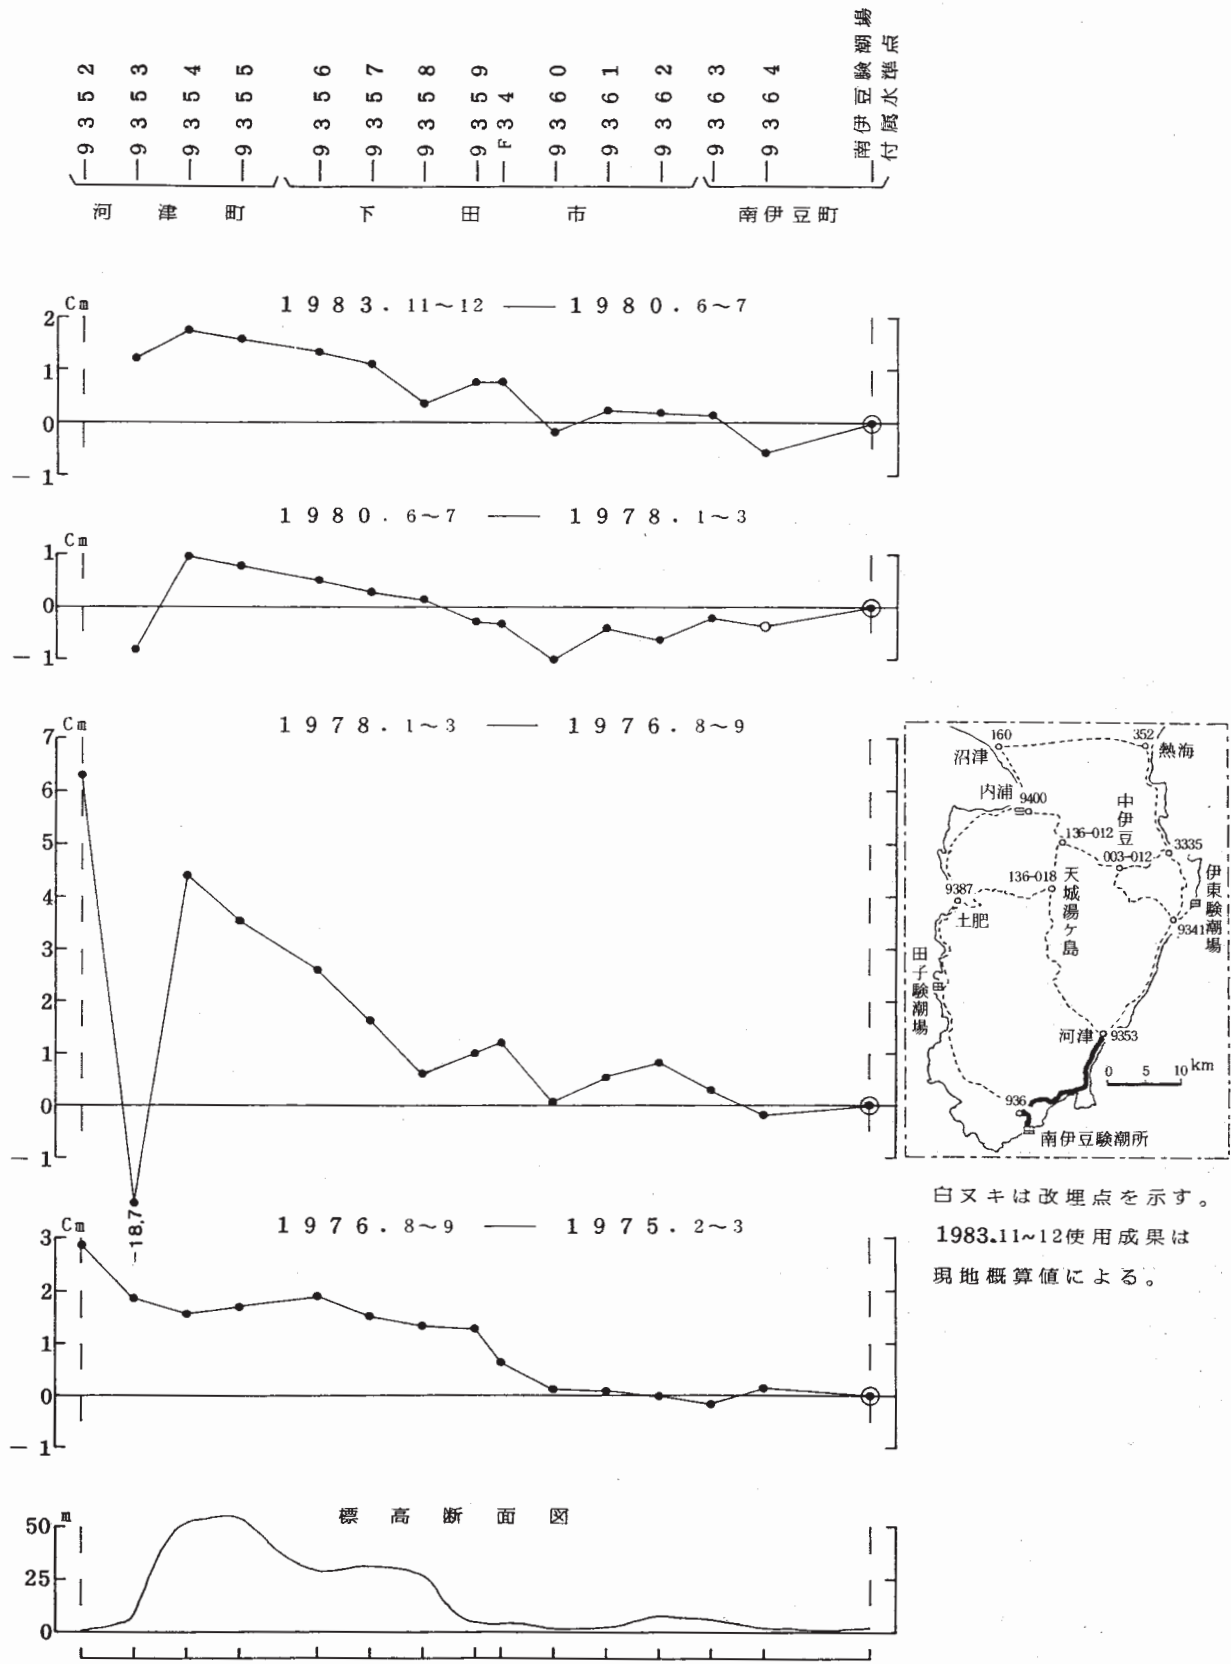 9352
9353
9354
9355
9356
9357
9358
9359
F34
9360
9361
9362
9363
9364
南伊豆験潮場
付属水準点
河津町
下田市
南伊豆町
Cm
1983.11~12 — 1980.6~7
2
1
0
-1
Cm
1980.6~7 — 1978.1~3
1
0
-1
Cm
1978.1~3 — 1976.8~9
7
6
5
4
3
2
1
0
-1
-18.7
Cm
1976.8~9 — 1975.2~3
3
2
1
0
-1
m
標高断面図
50
25
0
160
352
沼津
熱海
内浦
9400
中伊豆
136-012
3335
003-012
136-018
天城湯ケ島
伊東験潮場
9387
土肥
9341
田子験潮場
河津
9353
0 5 10 km
936
南伊豆験潮所
白ヌキは改埋点を示す。
1983.11~12使用成果は
現地概算値による。